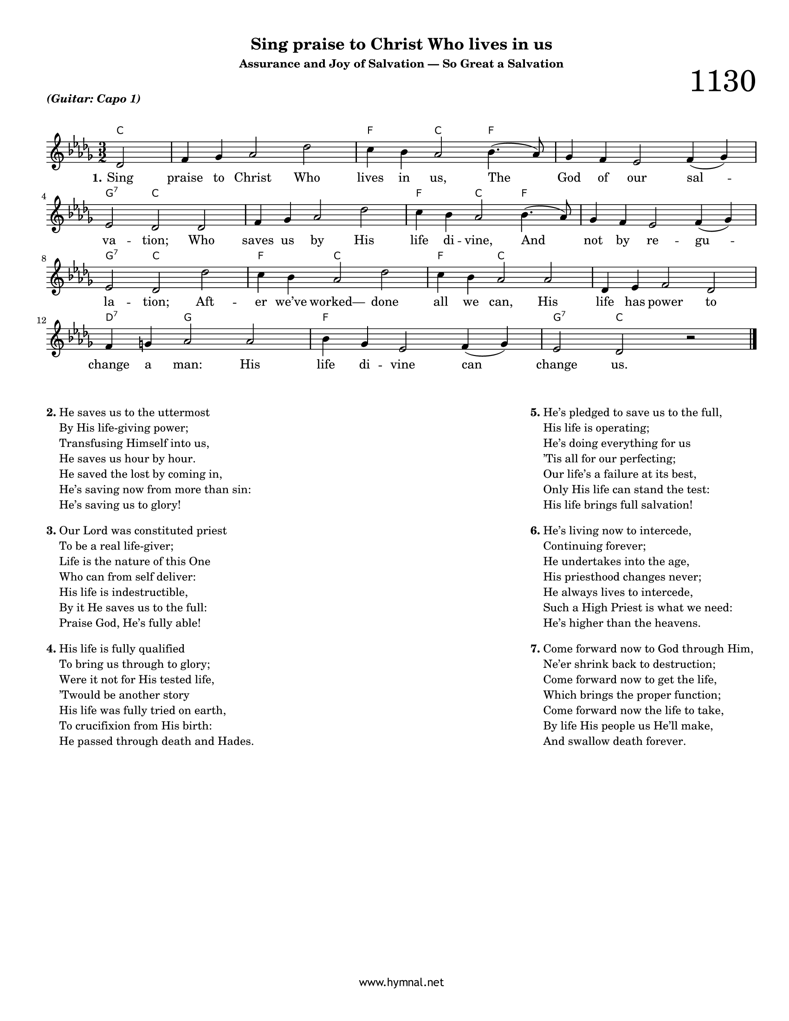 Sing praise to Christ Who lives in us
Assurance and Joy of Salvation — So Great a Salvation
1130
(Guitar: Capo 1)
C F C F
1. Sing praise to Christ Who lives in us, The God of our sal -
4 G7 C F C F
va - tion; Who saves us by His life di - vine, And not by re - gu -
8 G7 C F C F C
la - tion; Aft - er we've worked— done all we can, His life has power to
12 D7 G F G7 C
change a man: His life di - vine can change us.
2. He saves us to the uttermost
By His life-giving power;
Transfusing Himself into us,
He saves us hour by hour.
He saved the lost by coming in,
He's saving now from more than sin:
He's saving us to glory!
3. Our Lord was constituted priest
To be a real life-giver;
Life is the nature of this One
Who can from self deliver:
His life is indestructible,
By it He saves us to the full:
Praise God, He's fully able!
4. His life is fully qualified
To bring us through to glory;
Were it not for His tested life,
'Twould be another story
His life was fully tried on earth,
To crucifixion from His birth:
He passed through death and Hades.
5. He's pledged to save us to the full,
His life is operating;
He's doing everything for us
'Tis all for our perfecting;
Our life's a failure at its best,
Only His life can stand the test:
His life brings full salvation!
6. He's living now to intercede,
Continuing forever;
He undertakes into the age,
His priesthood changes never;
He always lives to intercede,
Such a High Priest is what we need:
He's higher than the heavens.
7. Come forward now to God through Him,
Ne'er shrink back to destruction;
Come forward now to get the life,
Which brings the proper function;
Come forward now the life to take,
By life His people us He'll make,
And swallow death forever.
www.hymnal.net